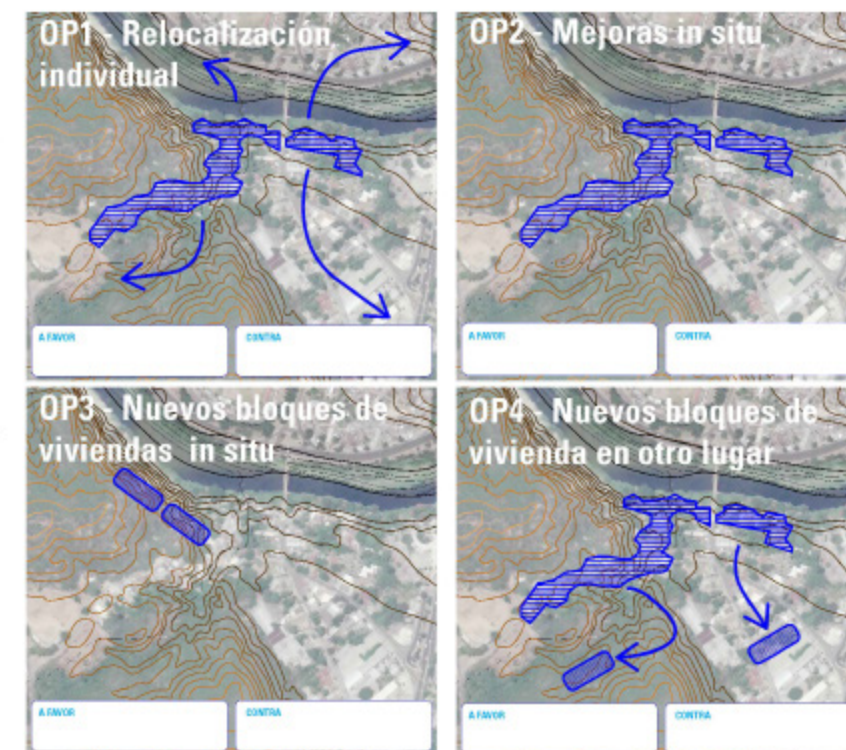 OP1 - Relocalización
individual
A FAVOR
CONTRA
OP2 - Mejoras in situ
A FAVOR
CONTRA
OP3 - Nuevos bloques de
viviendas in situ
A FAVOR
CONTRA
OP4 - Nuevos bloques de
vivienda en otro lugar
A FAVOR
CONTRA